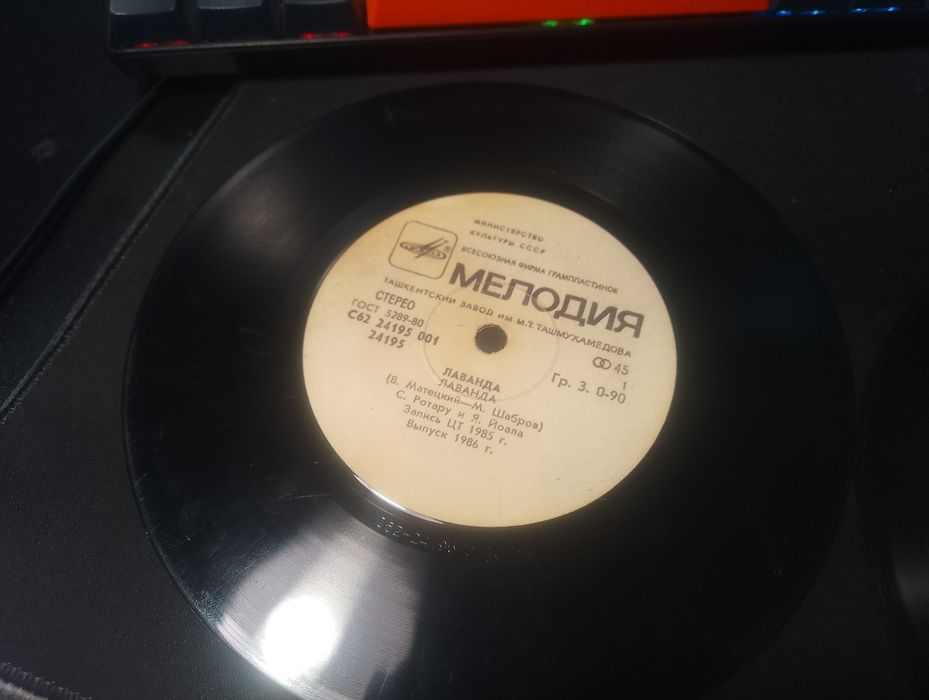 МИНИСТЕРСТВО
КУЛЬТУРЫ СССР
ВСЕСОЮЗНАЯ ФИРМА ГРАМПЛАСТИНОК
МЕЛОДИЯ
ТАШКЕНТСКИЙ ЗАВОД ИМ. М.Т. ТАШМУХАМЕДОВА
СТЕРЕО
ГОСТ 5289-80
С62 24195 001
24195
45
1
Гр. 3. 0-90
ЛАВАНДА
ЛАВАНДА
(В. Матецкий—М. Шабров)
С. Ротару и Я. Йоала
Запись ЦТ 1985 г.
Выпуск 1986 г.